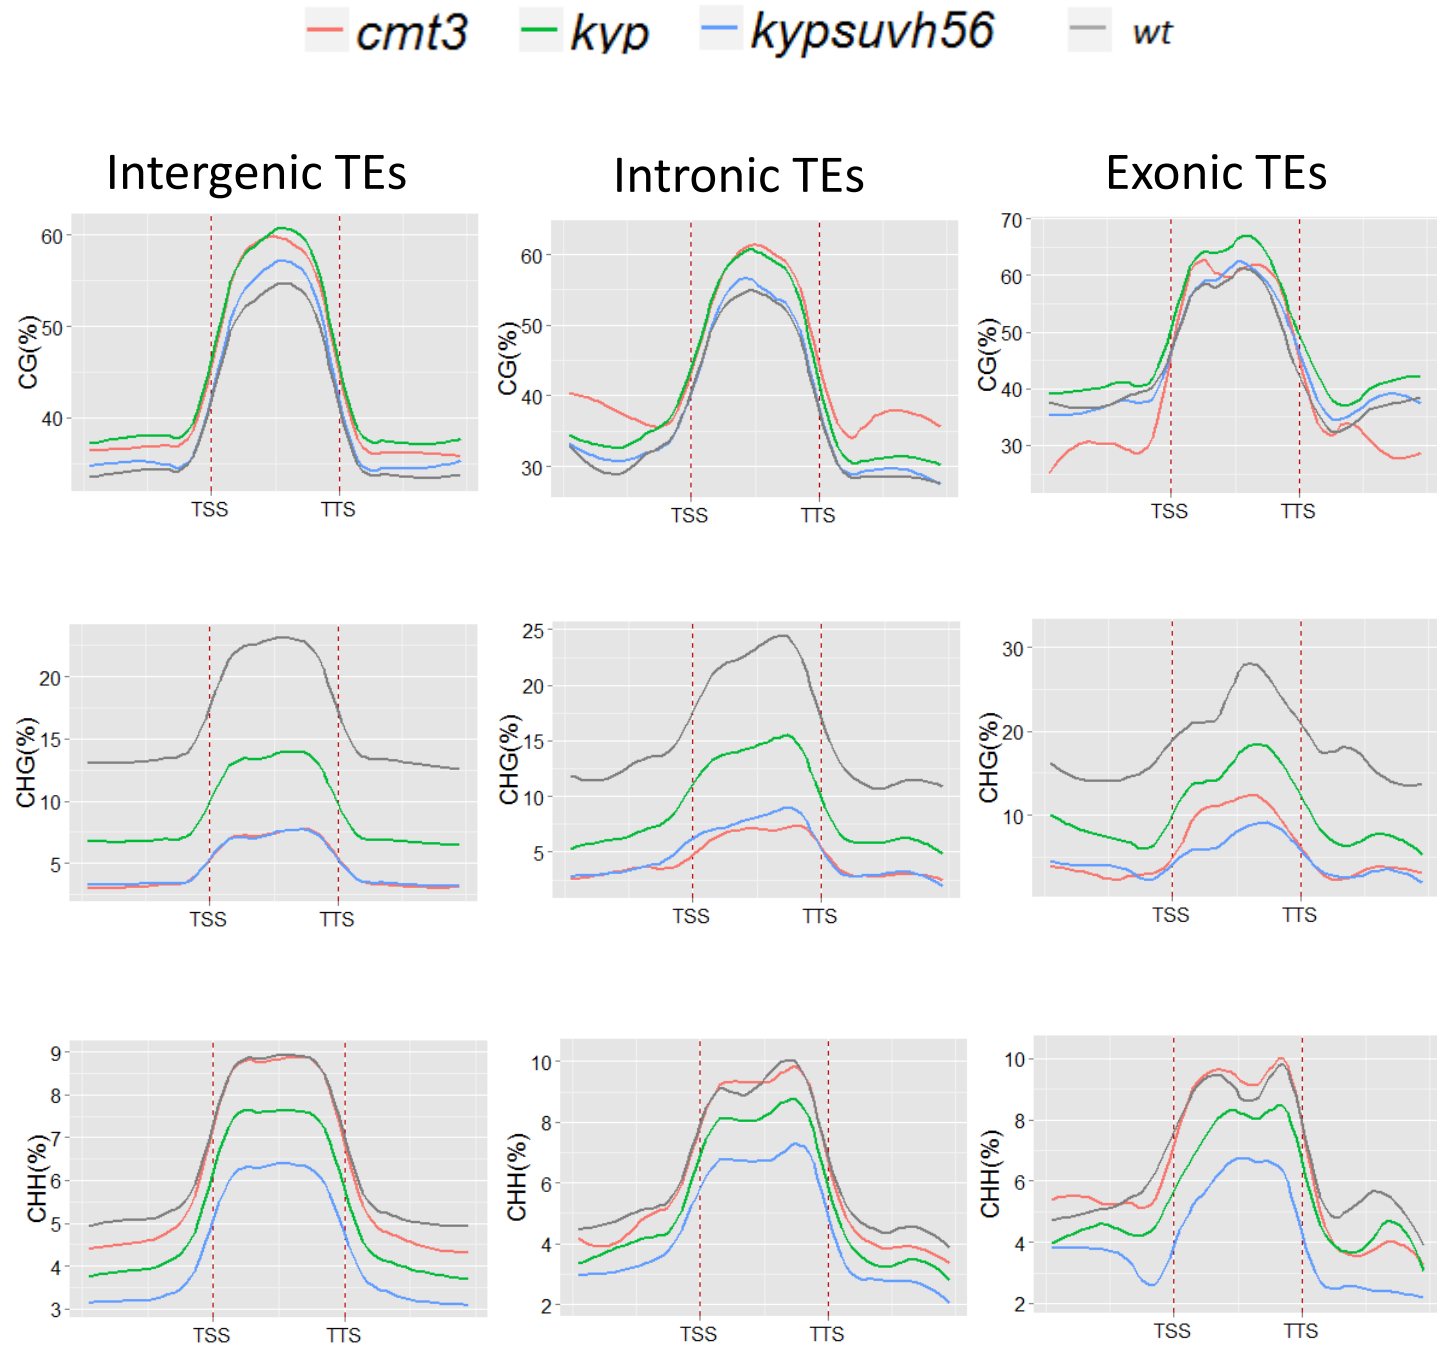 cmt3 kyp kypsuvh56 wt
Intergenic TEs Intronic TEs Exonic TEs
CG(%)
60
50
40
TSS TTS
CG(%)
60
50
40
30
TSS TTS
CG(%)
70
60
50
40
30
TSS TTS
CHG(%)
20
15
10
5
TSS TTS
CHG(%)
25
20
15
10
5
TSS TTS
CHG(%)
30
20
10
TSS TTS
CHH(%)
9
8
7
6
5
4
3
TSS TTS
CHH(%)
10
8
6
4
2
TSS TTS
CHH(%)
10
8
6
4
2
TSS TTS